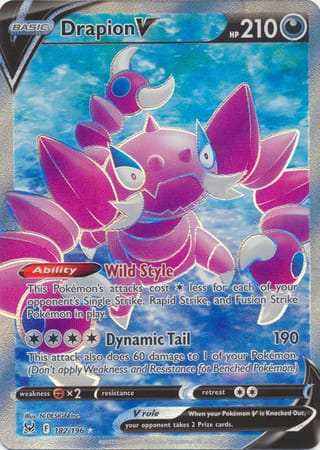 BASIC Drapion V HP 210
Ability Wild Style
This Pokémon's attacks cost less for each of your
opponent's Single Strike, Rapid Strike, and Fusion Strike
Pokémon in play.
Dynamic Tail 190
This attack also does 60 damage to 1 of your Pokémon.
(Don't apply Weakness and Resistance for Benched Pokémon.)
weakness ×2 resistance retreat
Illus. N-DESIGN Inc.
V rule When your Pokémon V is Knocked Out,
your opponent takes 2 Prize cards.
F 182/196